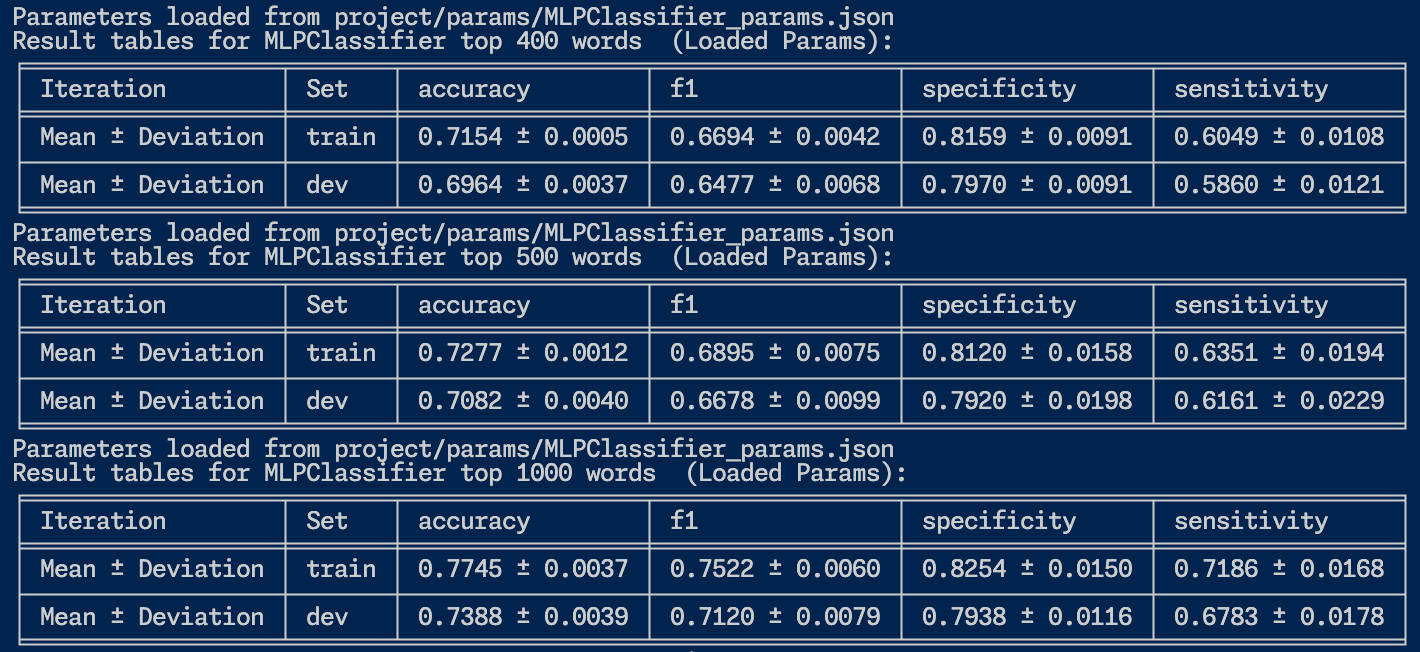 Parameters loaded from project/params/MLPClassifier_params.json
Result tables for MLPClassifier top 400 words  (Loaded Params):
Iteration Set accuracy f1 specificity sensitivity
Mean ± Deviation train 0.7154 ± 0.0005 0.6694 ± 0.0042 0.8159 ± 0.0091 0.6049 ± 0.0108
Mean ± Deviation dev 0.6964 ± 0.0037 0.6477 ± 0.0068 0.7970 ± 0.0091 0.5860 ± 0.0121
Parameters loaded from project/params/MLPClassifier_params.json
Result tables for MLPClassifier top 500 words  (Loaded Params):
Iteration Set accuracy f1 specificity sensitivity
Mean ± Deviation train 0.7277 ± 0.0012 0.6895 ± 0.0075 0.8120 ± 0.0158 0.6351 ± 0.0194
Mean ± Deviation dev 0.7082 ± 0.0040 0.6678 ± 0.0099 0.7920 ± 0.0198 0.6161 ± 0.0229
Parameters loaded from project/params/MLPClassifier_params.json
Result tables for MLPClassifier top 1000 words  (Loaded Params):
Iteration Set accuracy f1 specificity sensitivity
Mean ± Deviation train 0.7745 ± 0.0037 0.7522 ± 0.0060 0.8254 ± 0.0150 0.7186 ± 0.0168
Mean ± Deviation dev 0.7388 ± 0.0039 0.7120 ± 0.0079 0.7938 ± 0.0116 0.6783 ± 0.0178